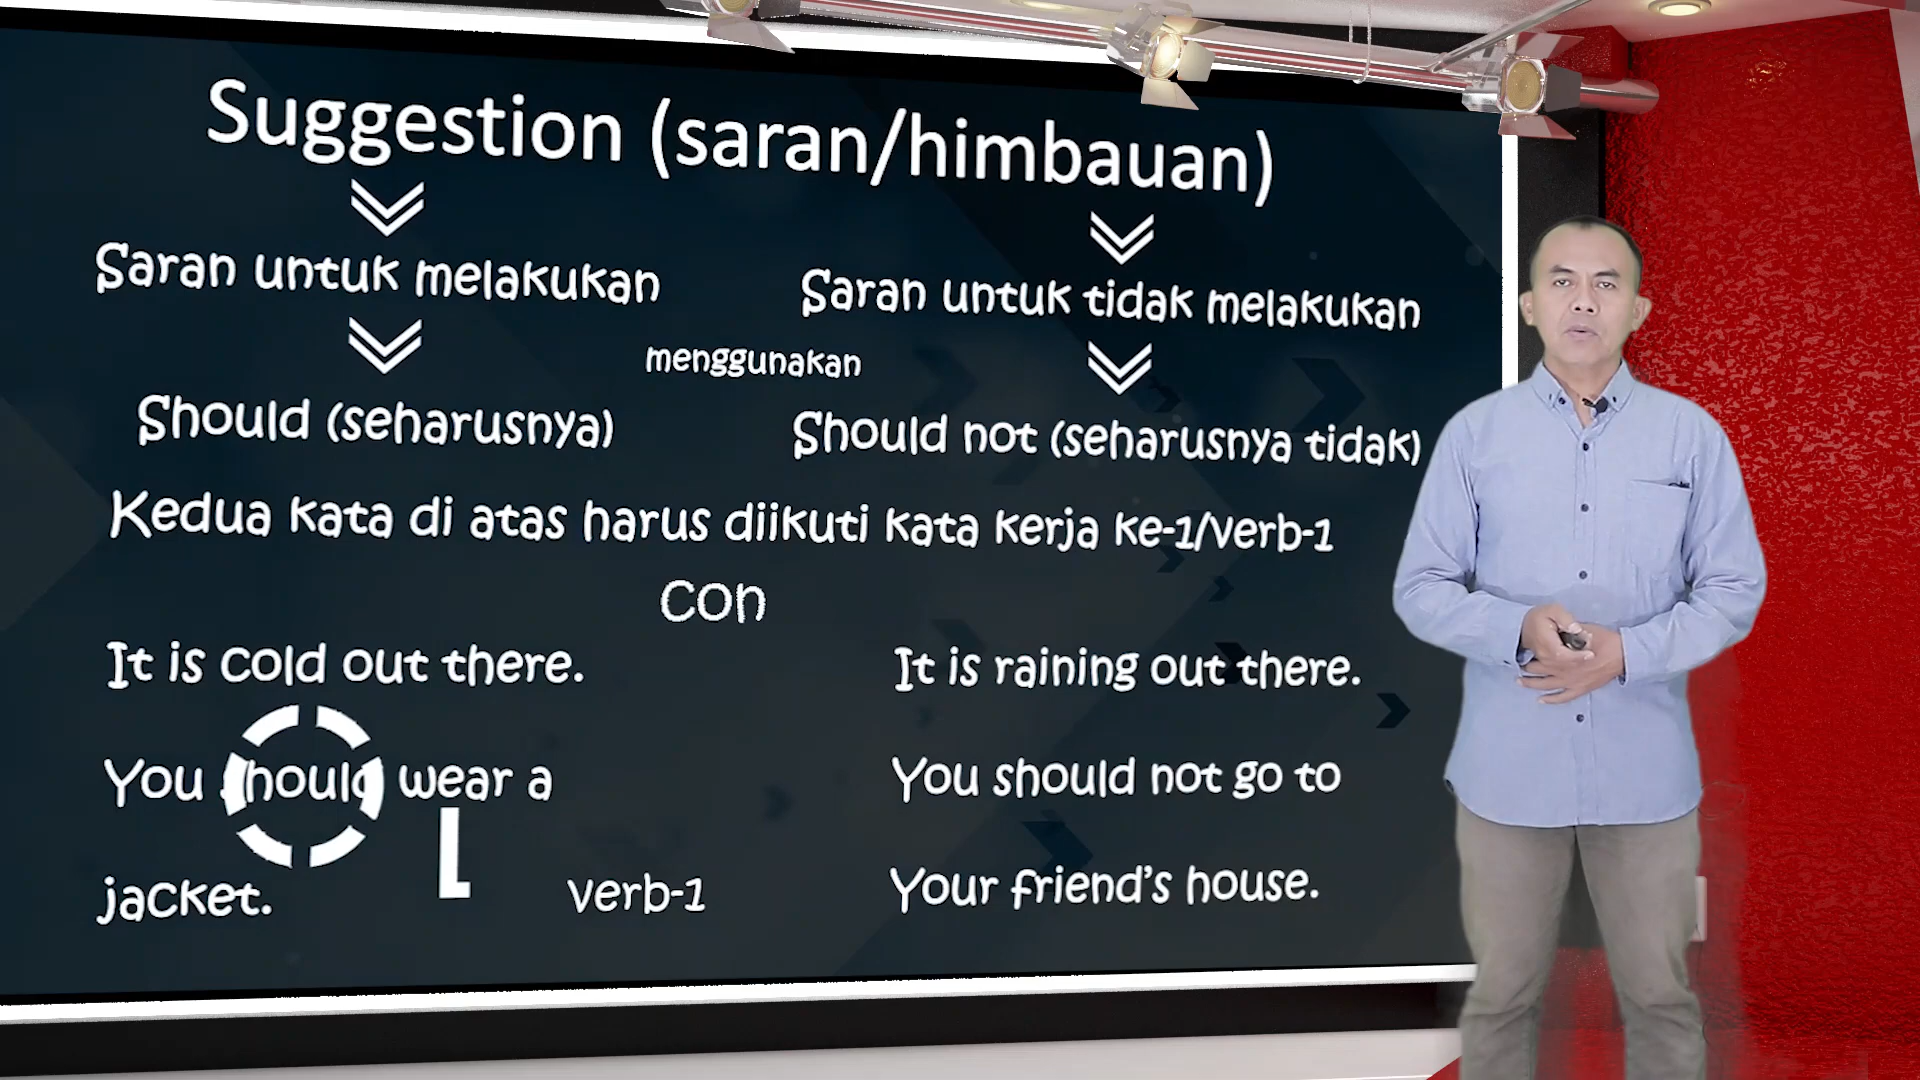 Suggestion (saran/himbauan)
Saran untuk melakukan
Saran untuk tidak melakukan
menggunakan
Should (seharusnya)
Should not (seharusnya tidak)
Kedua kata di atas harus diikuti kata kerja ke-1/verb-1
con
It is cold out there.
You should wear a
jacket.
verb-1
It is raining out there.
You should not go to
Your friend's house.